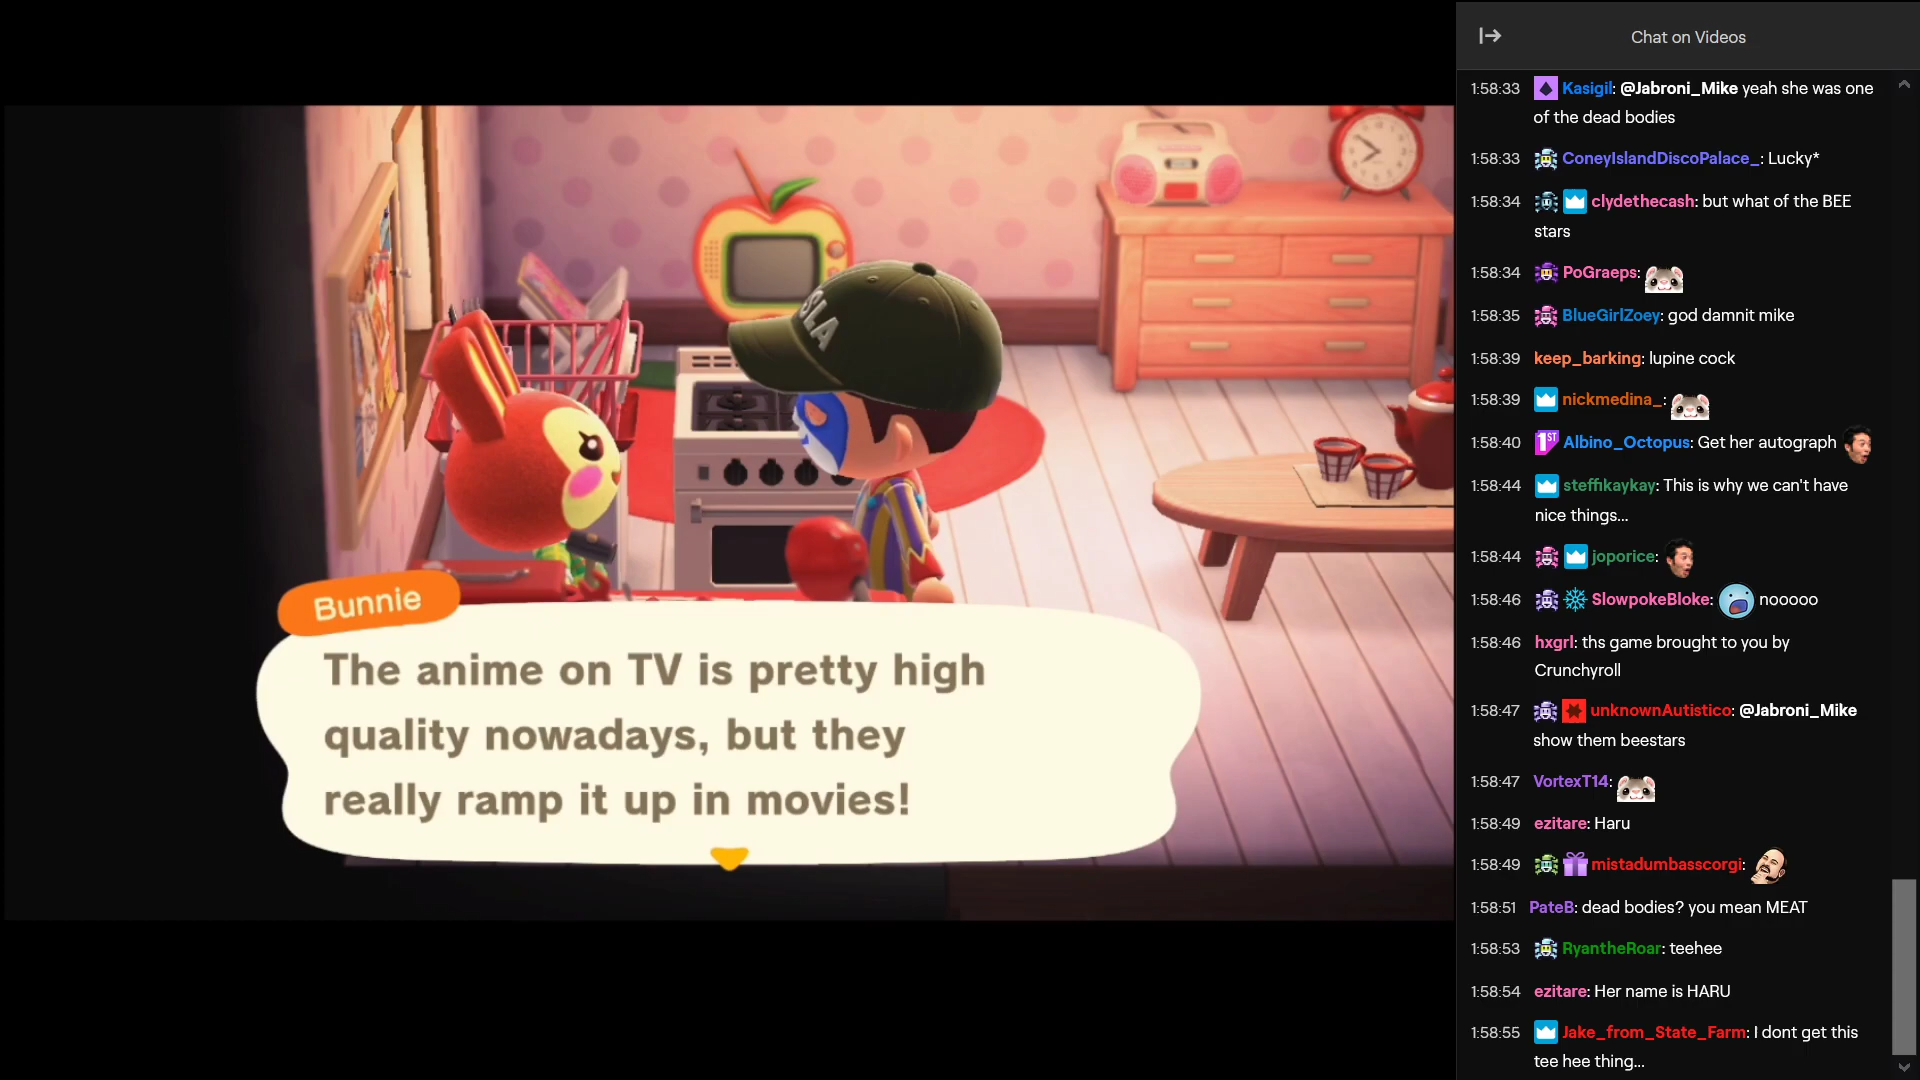 Chat on Videos
1:58:33 Kasigil: @Jabroni_Mike yeah she was one
of the dead bodies
1:58:33 ConeyIslandDiscoPalace_: Lucky*
1:58:34 clydethecash: but what of the BEE
stars
1:58:34 PoGraeps:
1:58:35 BlueGirlZoey: god damnit mike
1:58:39 keep_barking: lupine cock
1:58:39 nickmedina_:
1:58:40 1ST Albino_Octopus: Get her autograph
1:58:44 steffikaykay: This is why we can't have
nice things...
1:58:44 joporice:
1:58:46 SlowpokeBloke: nooooo
1:58:46 hxgrl: ths game brought to you by
Crunchyroll
1:58:47 unknownAutistico: @Jabroni_Mike
show them beestars
1:58:47 VortexT14:
1:58:49 ezitare: Haru
1:58:49 mistadumbasscorgi:
1:58:51 PateB: dead bodies? you mean MEAT
1:58:53 RyantheRoar: teehee
1:58:54 ezitare: Her name is HARU
1:58:55 Jake_from_State_Farm: I dont get this
tee hee thing...
SLA
Bunnie
The anime on TV is pretty high
quality nowadays, but they
really ramp it up in movies!